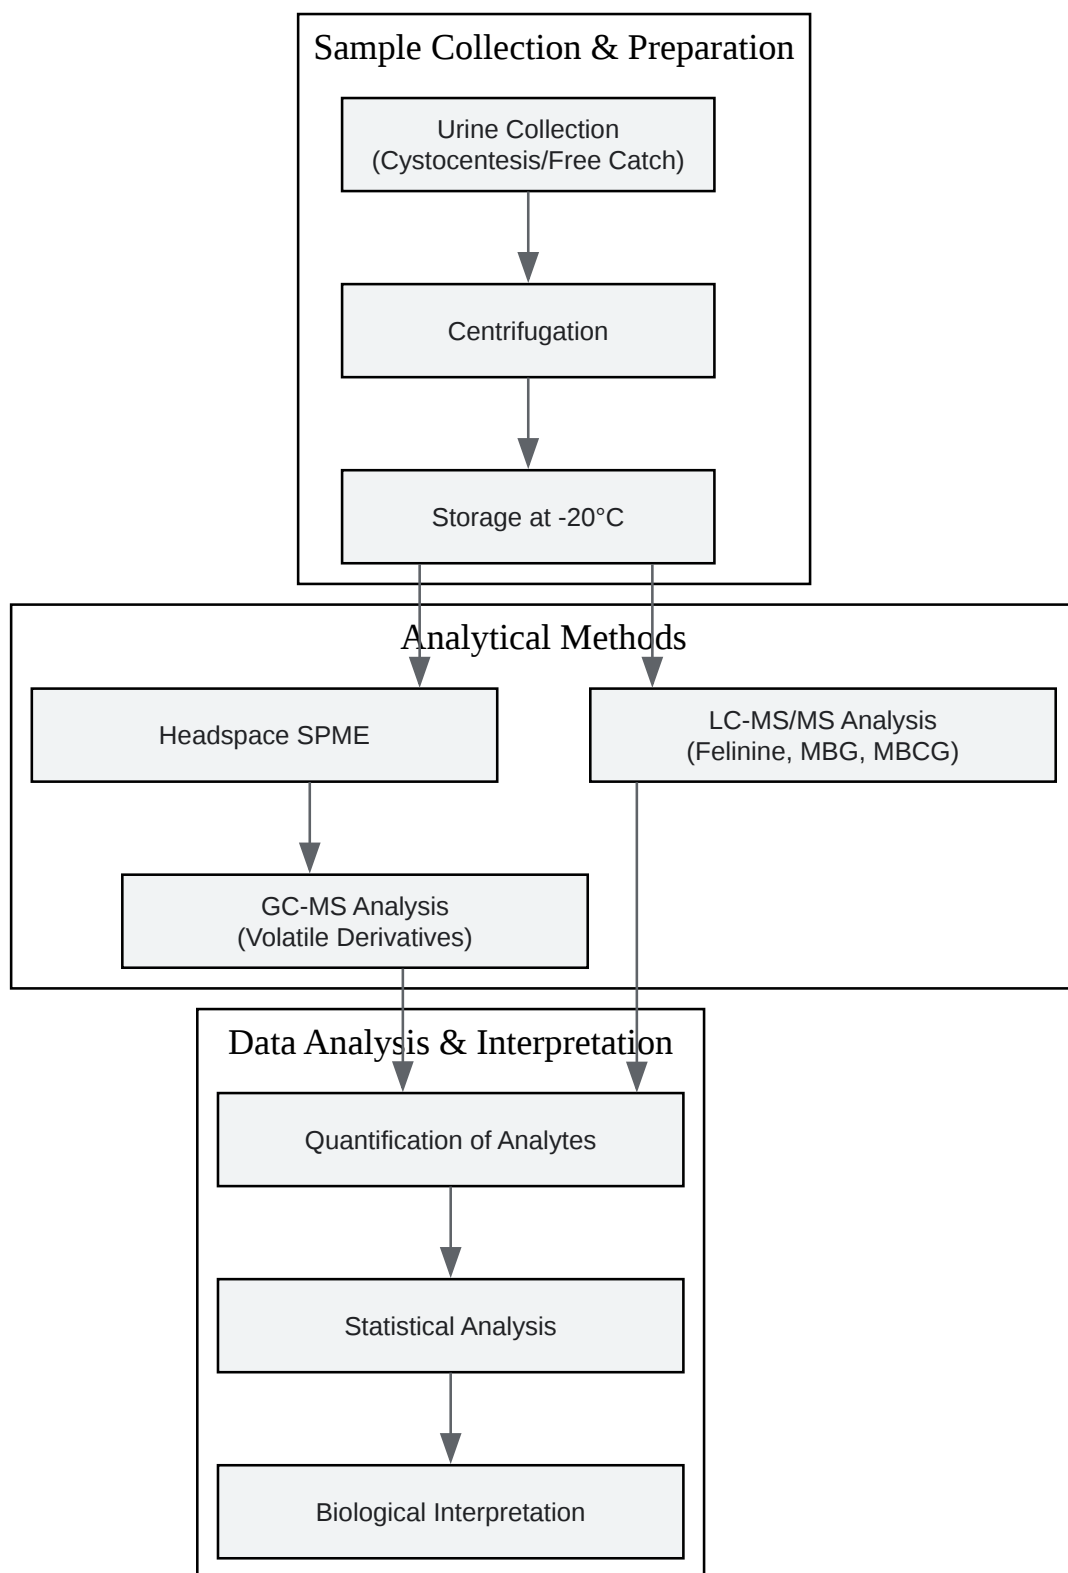 Sample Collection & Preparation
Urine Collection
(Cystocentesis/Free Catch)
Centrifugation
Storage at -20°C
Analytical Methods
Headspace SPME
LC-MS/MS Analysis
(Felinine, MBG, MBCG)
GC-MS Analysis
(Volatile Derivatives)
Data Analysis & Interpretation
Quantification of Analytes
Statistical Analysis
Biological Interpretation